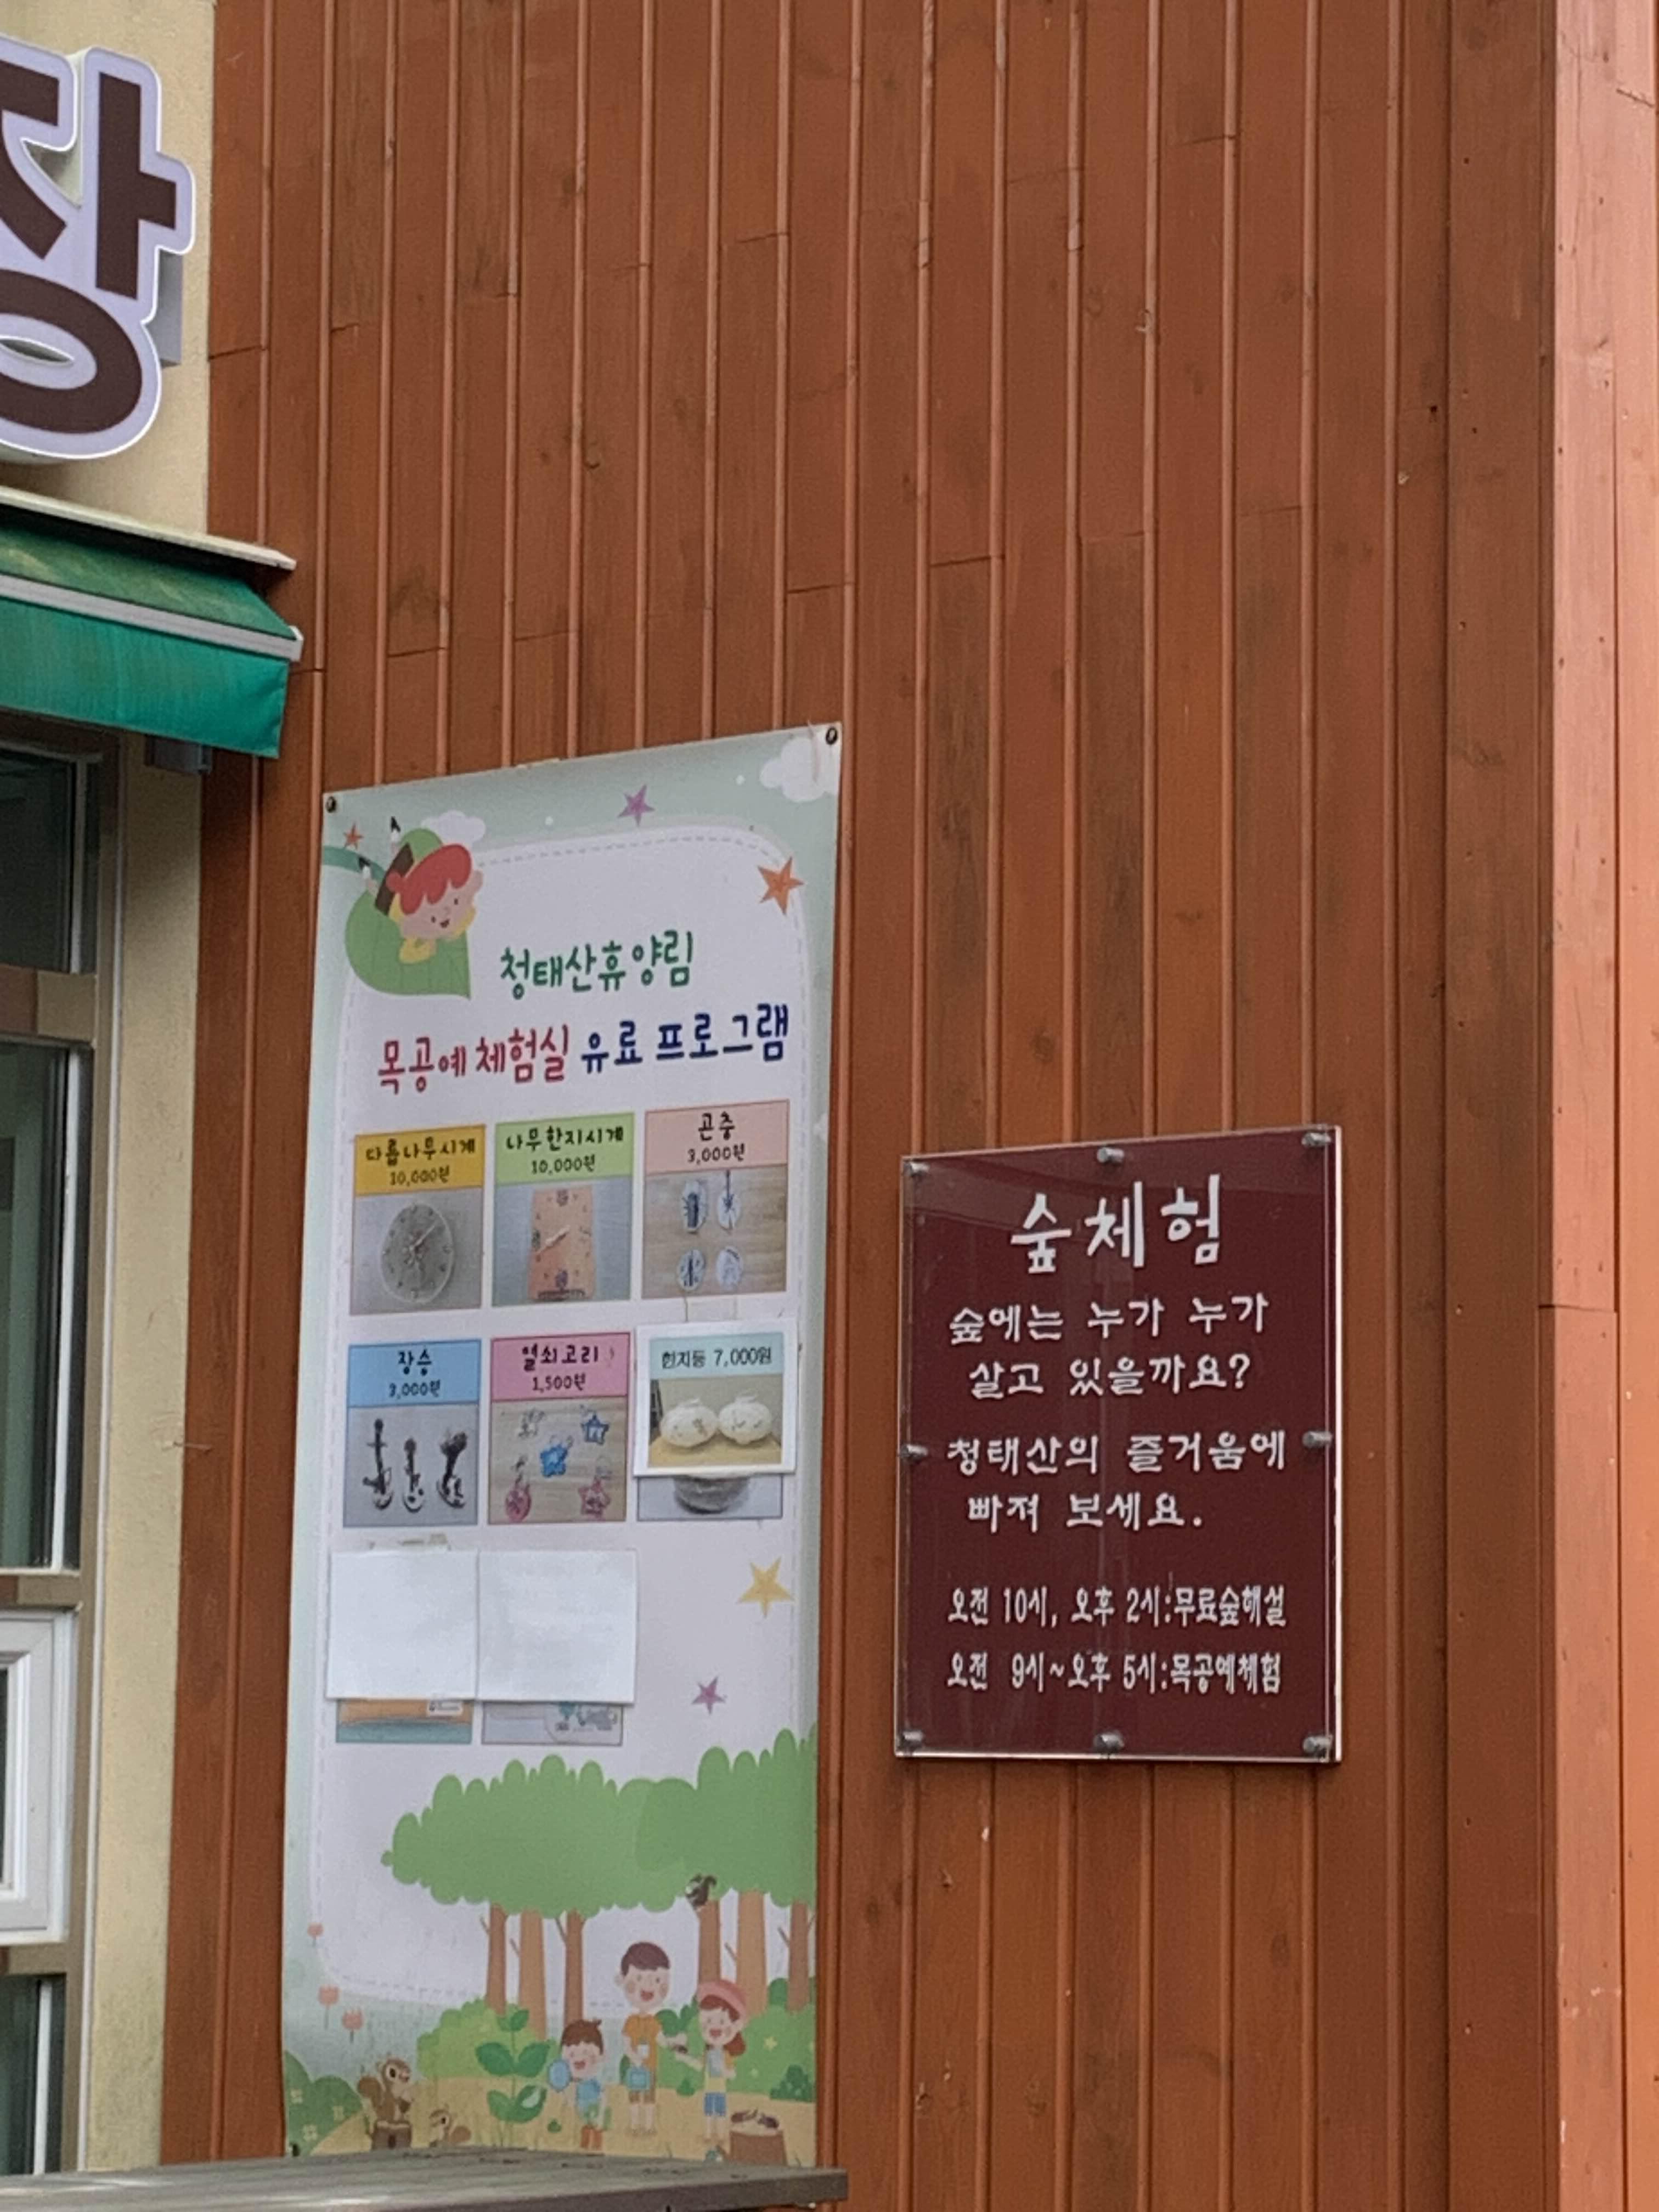 장
청태산휴양림
목공예 체험실 유료 프로그램
다릅나무시계
10,000원
나무한지시계
10,000원
곤충
3,000원
장승
3,000원
열쇠고리
1,500원
한지등 7,000원
숲체험
숲에는 누가 누가
살고 있을까요?
청태산의 즐거움에
빠져 보세요.
오전 10시, 오후 2시:무료숲해설
오전 9시~오후 5시:목공예체험